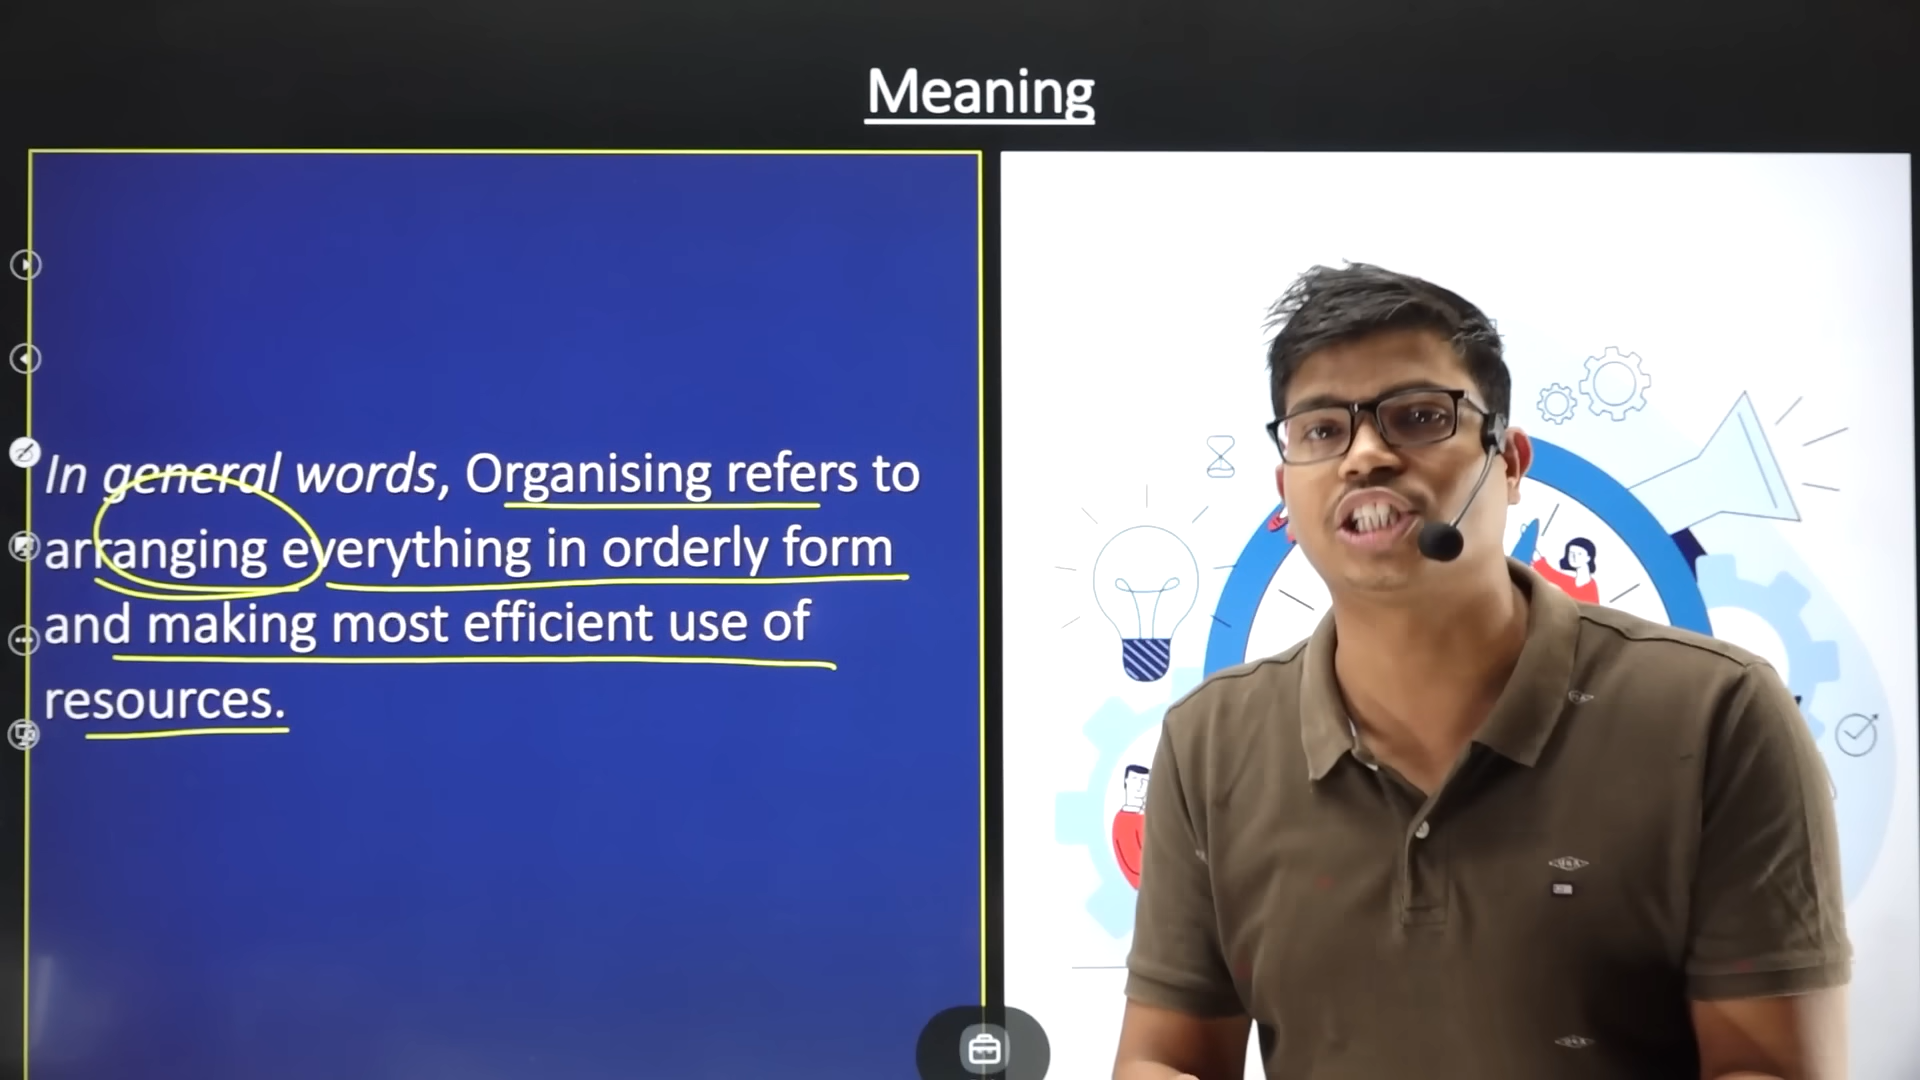 Meaning
In general words, Organising refers to
arranging everything in orderly form
and making most efficient use of
resources.